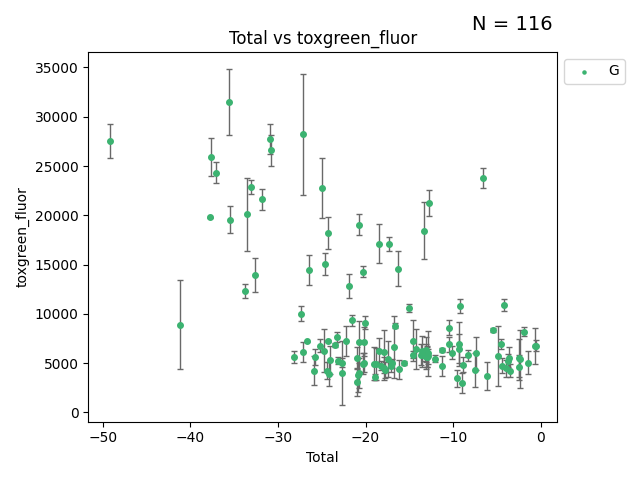 N = 116
Total vs toxgreen_fluor
G
35000
30000
25000
20000
15000
10000
5000
0
toxgreen_fluor
−50 −40 −30 −20 −10 0
Total